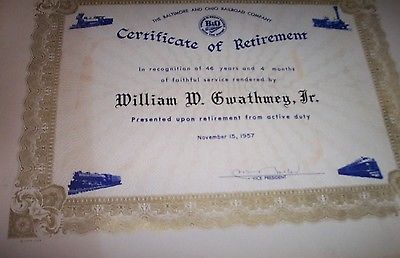 THE BALTIMORE AND OHIO RAILROAD COMPANY
B&O
Certificate of Retirement
In recognition of 46 years and 4 months
of faithful service rendered by
William W. Gwathmey, Jr.
Presented upon retirement from active duty
November 15, 1957
VICE PRESIDENT